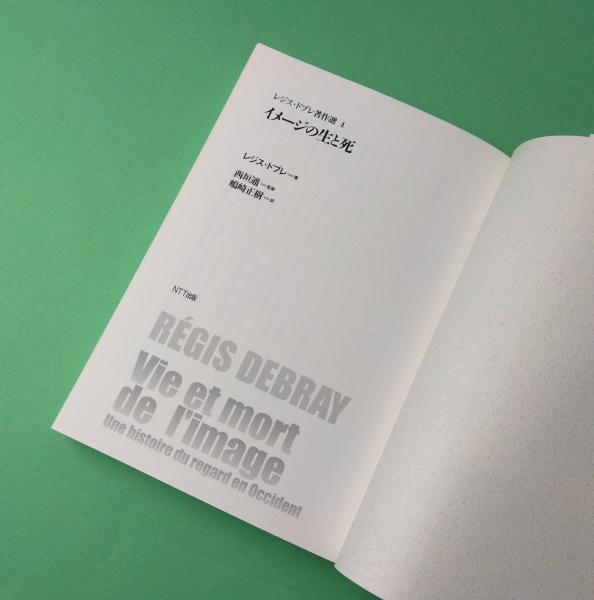 レジス・ドブレ著作選 4
イメージの生と死
レジス・ドブレ—著
西垣通—監修
嶋崎正樹—訳
NTT出版
RÉGIS DEBRAY
Vie et mort
de l'image
Une histoire du regard en Occident